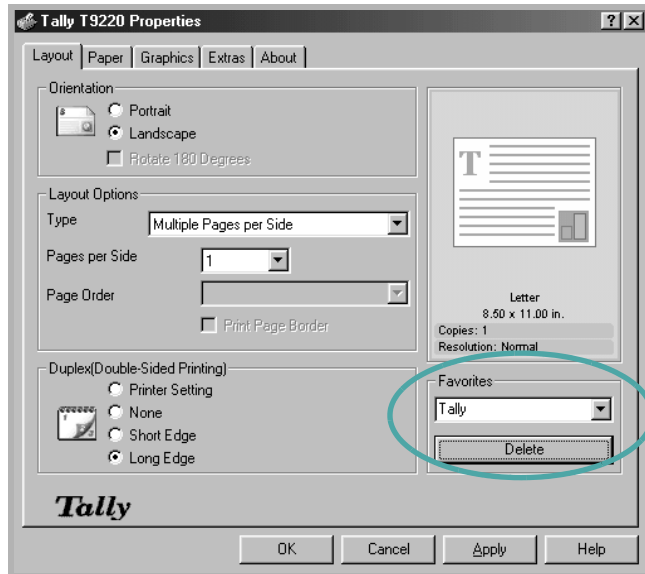 Tally T9220 Properties
Layout Paper Graphics Extras About
Orientation
Portrait
Landscape
Rotate 180 Degrees
Layout Options
Type Multiple Pages per Side
Pages per Side 1
Page Order
Print Page Border
Duplex(Double-Sided Printing)
Printer Setting
None
Short Edge
Long Edge
T
Letter
8.50 x 11.00 in.
Copies: 1
Resolution: Normal
Favorites
Tally
Delete
Tally
OK Cancel Apply Help